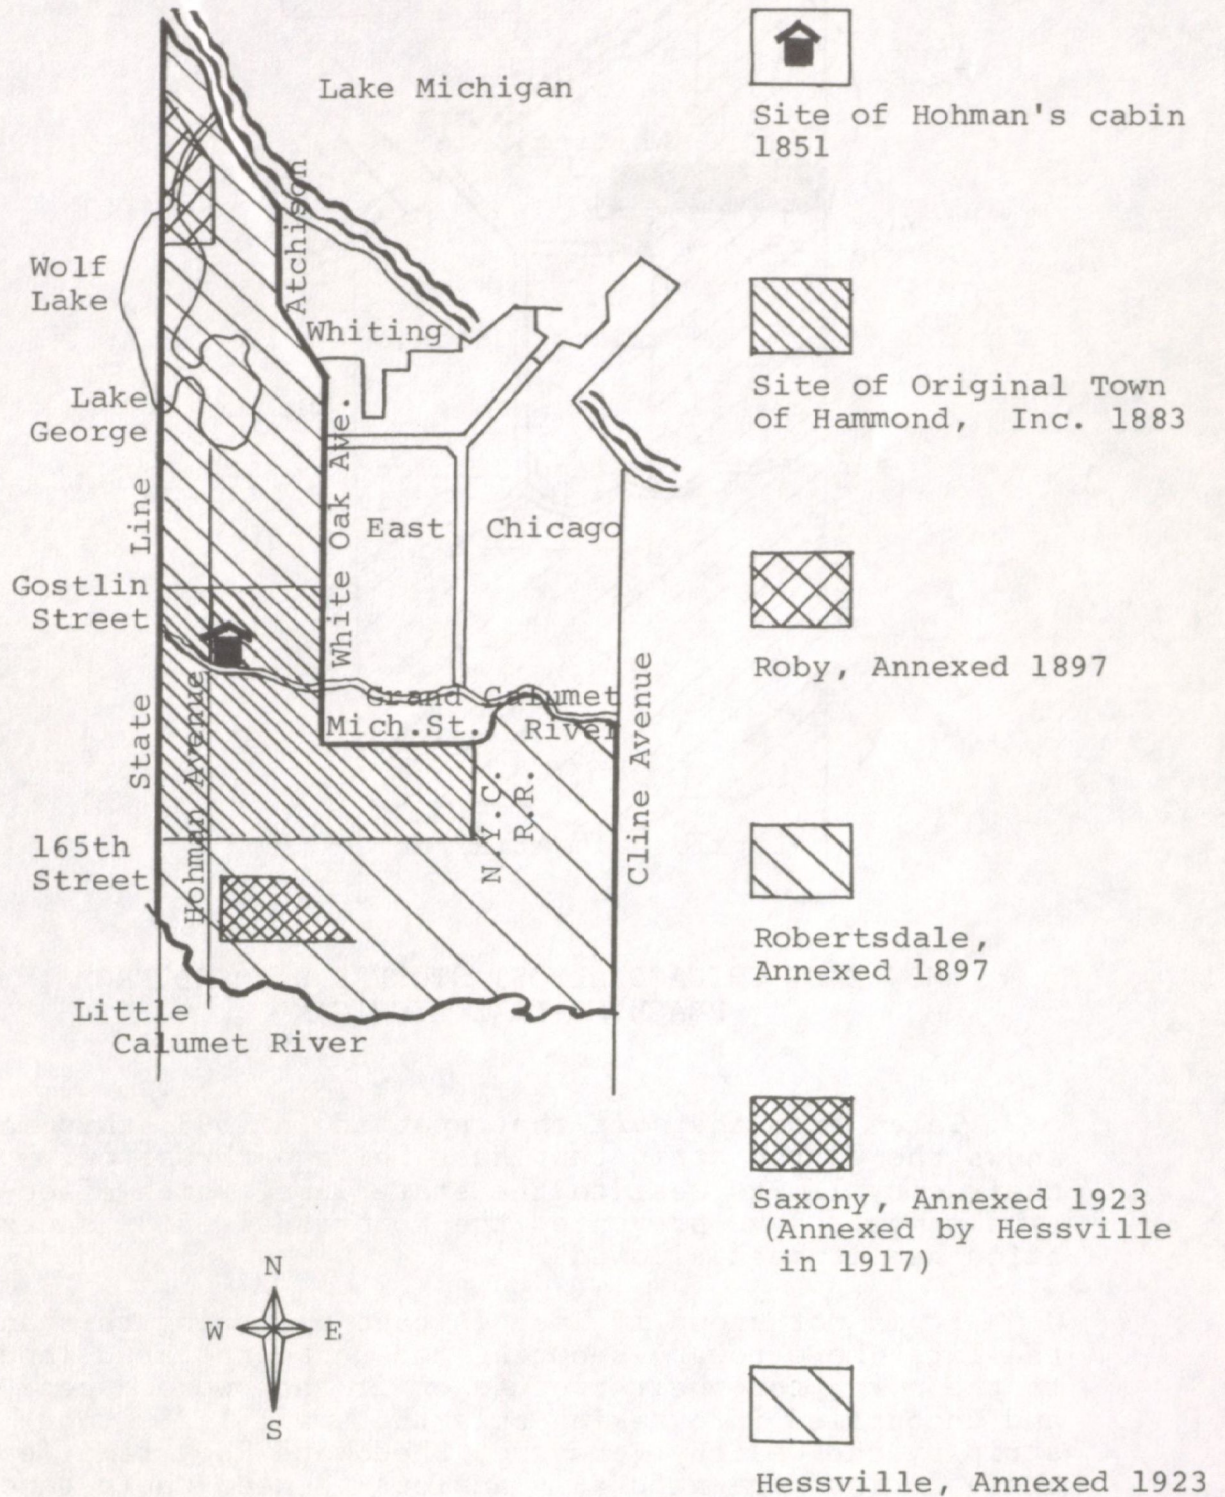 Lake Michigan
Atchison
Wolf
Lake
Whiting
Lake
George
Line
White Oak Ave.
East Chicago
Gostlin
Street
State
Hohman Avenue
Grand Calumet
River
Mich.St.
N.Y.C.
R.R.
Cline Avenue
165th
Street
Little
Calumet River
N
W E
S
Site of Hohman's cabin
1851
Site of Original Town
of Hammond, Inc. 1883
Roby, Annexed 1897
Robertsdale,
Annexed 1897
Saxony, Annexed 1923
(Annexed by Hessville
in 1917)
Hessville, Annexed 1923